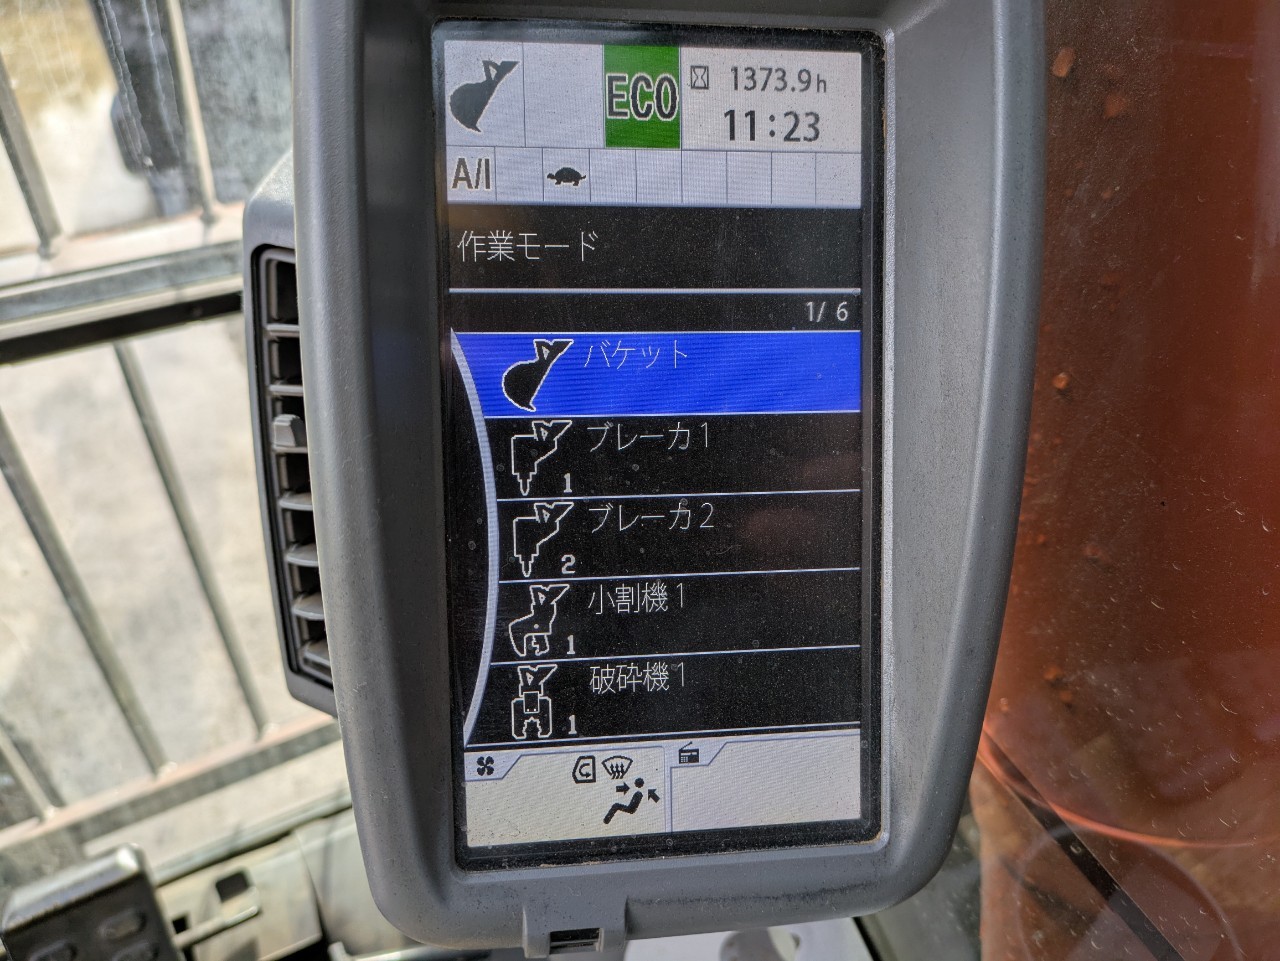 ECO
1373.9h
11:23
A/I
作業モード
1/ 6
バケット
ブレーカ1
1
ブレーカ2
2
小割機1
1
破砕機1
1